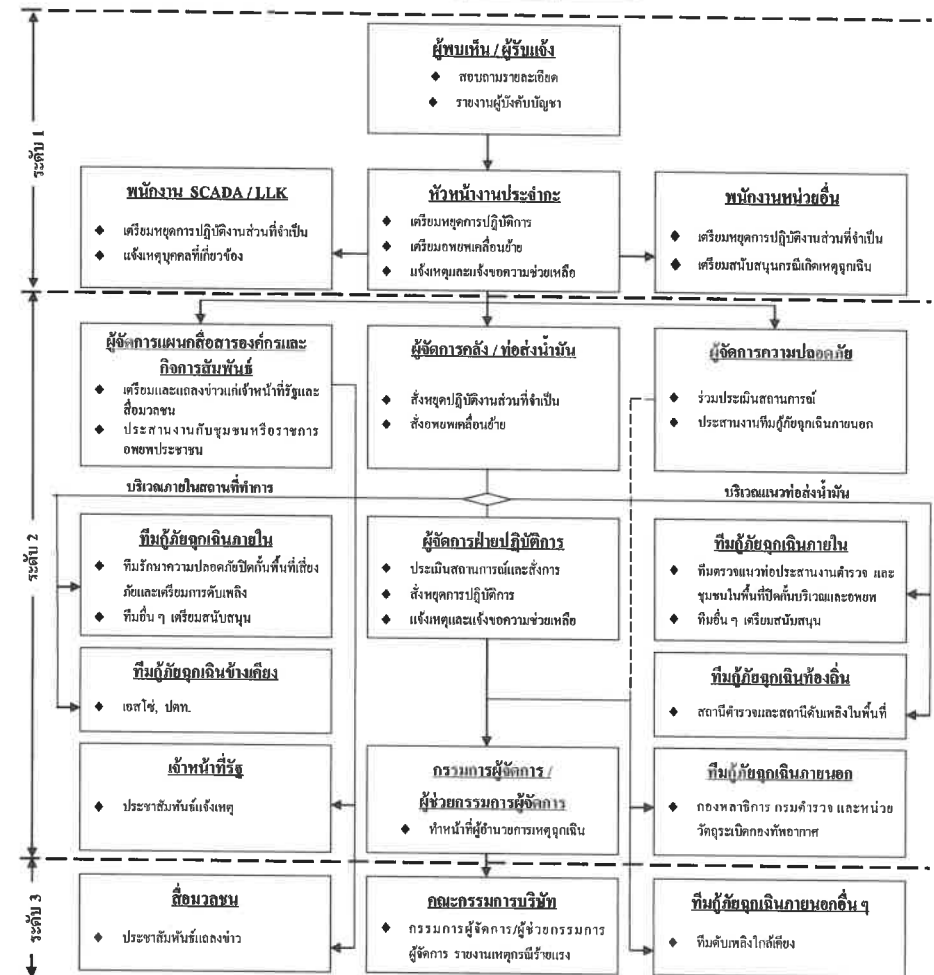 ผู้พบเห็น / ผู้รับแจ้ง
◆ สอบถามรายละเอียด
◆ รายงานผู้บังคับบัญชา
ระดับ 1
พนักงาน SCADA / LLK
◆ เตรียมหยุดการปฏิบัติงานส่วนที่จำเป็น
◆ แจ้งเหตุบุคคลที่เกี่ยวข้อง
หัวหน้างานประจำกะ
◆ เตรียมหยุดการปฏิบัติการ
◆ เตรียมอพยพเคลื่อนย้าย
◆ แจ้งเหตุและแจ้งขอความช่วยเหลือ
พนักงานหน่วยอื่น
◆ เตรียมหยุดการปฏิบัติงานส่วนที่จำเป็น
◆ เตรียมสนับสนุนกรณีเกิดเหตุฉุกเฉิน
ระดับ 2
ผู้จัดการแผนกสื่อสารองค์กรและ
กิจการสัมพันธ์
◆ เตรียมและแถลงข่าวแก่เจ้าหน้าที่รัฐและ
สื่อมวลชน
◆ ประสานงานกับชุมชนหรือราชการ
อพยพประชาชน
ผู้จัดการคลัง / ท่อส่งน้ำมัน
◆ สั่งหยุดปฏิบัติงานส่วนที่จำเป็น
◆ สั่งอพยพเคลื่อนย้าย
ผู้จัดการความปลอดภัย
◆ ร่วมประเมินสถานการณ์
◆ ประสานงานทีมกู้ภัยฉุกเฉินภายนอก
บริเวณภายในสถานที่ทำการ
บริเวณแนวท่อส่งน้ำมัน
ทีมกู้ภัยฉุกเฉินภายใน
◆ ทีมรักษาความปลอดภัยปิดกั้นพื้นที่เสี่ยง
ภัยและเตรียมการดับเพลิง
◆ ทีมอื่น ๆ เตรียมสนับสนุน
ผู้จัดการฝ่ายปฏิบัติการ
◆ ประเมินสถานการณ์และสั่งการ
◆ สั่งหยุดการปฏิบัติการ
◆ แจ้งเหตุและแจ้งขอความช่วยเหลือ
ทีมกู้ภัยฉุกเฉินภายใน
◆ ทีมตรวจแนวท่อประสานงานตำรวจ และ
ชุมชนในพื้นที่ปิดกั้นบริเวณและอพยพ
◆ ทีมอื่น ๆ เตรียมสนับสนุน
ทีมกู้ภัยฉุกเฉินข้างเคียง
◆ เอสโซ่, ปตท.
ทีมกู้ภัยฉุกเฉินท้องถิ่น
◆ สถานีตำรวจและสถานีดับเพลิงในพื้นที่
เจ้าหน้าที่รัฐ
◆ ประชาสัมพันธ์แจ้งเหตุ
กรรมการผู้จัดการ /
ผู้ช่วยกรรมการผู้จัดการ
◆ ทำหน้าที่ผู้อำนวยการเหตุฉุกเฉิน
ทีมกู้ภัยฉุกเฉินภายนอก
◆ กองพลาธิการ กรมตำรวจ และหน่วย
วัตถุระเบิดกองทัพอากาศ
ระดับ 3
สื่อมวลชน
◆ ประชาสัมพันธ์แถลงข่าว
คณะกรรมการบริษัท
◆ กรรมการผู้จัดการ/ผู้ช่วยกรรมการ
ผู้จัดการ รายงานเหตุกรณีร้ายแรง
ทีมกู้ภัยฉุกเฉินภายนอกอื่น ๆ
◆ ทีมดับเพลิงใกล้เคียง